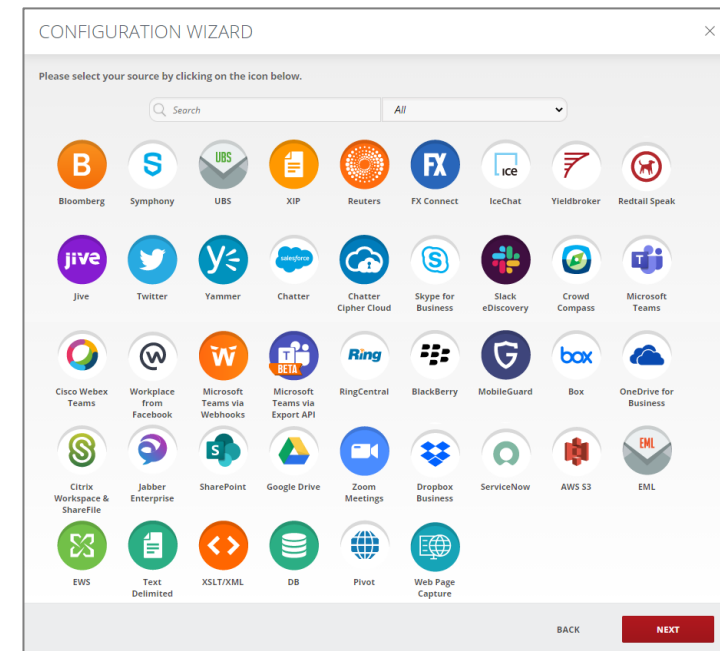 CONFIGURATION WIZARD
Please select your source by clicking on the icon below.
Search All
B UBS FX ICE
Bloomberg Symphony UBS XIP Reuters FX Connect IceChat Yieldbroker Redtail Speak
jive salesforce
Jive Twitter Yammer Chatter Chatter Skype for Slack Crowd Microsoft
Cipher Cloud Business eDiscovery Compass Teams
T BETA Ring box
Cisco Webex Workplace Microsoft Microsoft RingCentral BlackBerry MobileGuard Box OneDrive for
Teams from Teams via Teams via Business
Facebook Webhooks Export API
S EML
Citrix Jabber SharePoint Google Drive Zoom Dropbox ServiceNow AWS S3 EML
Workspace & Enterprise Meetings Business
ShareFile
EWS Text XSLT/XML DB Pivot Web Page
Delimited Capture
BACK NEXT